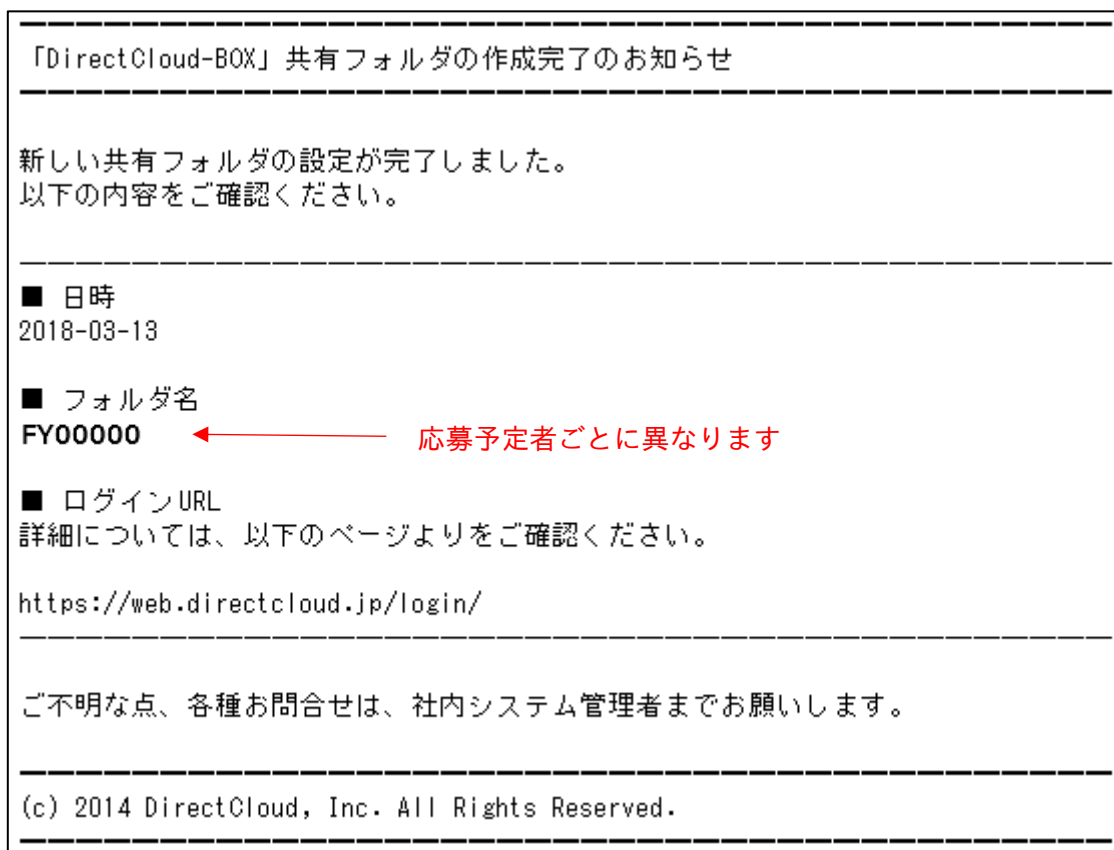 「DirectCloud-BOX」共有フォルダの作成完了のお知らせ
新しい共有フォルダの設定が完了しました。
以下の内容をご確認ください。
■ 日時
2018-03-13
■ フォルダ名
FY00000
応募予定者ごとに異なります
■ ログインURL
詳細については、以下のページよりをご確認ください。
https://web.directcloud.jp/login/
ご不明な点、各種お問合せは、社内システム管理者までお願いします。
(c) 2014 DirectCloud, Inc. All Rights Reserved.